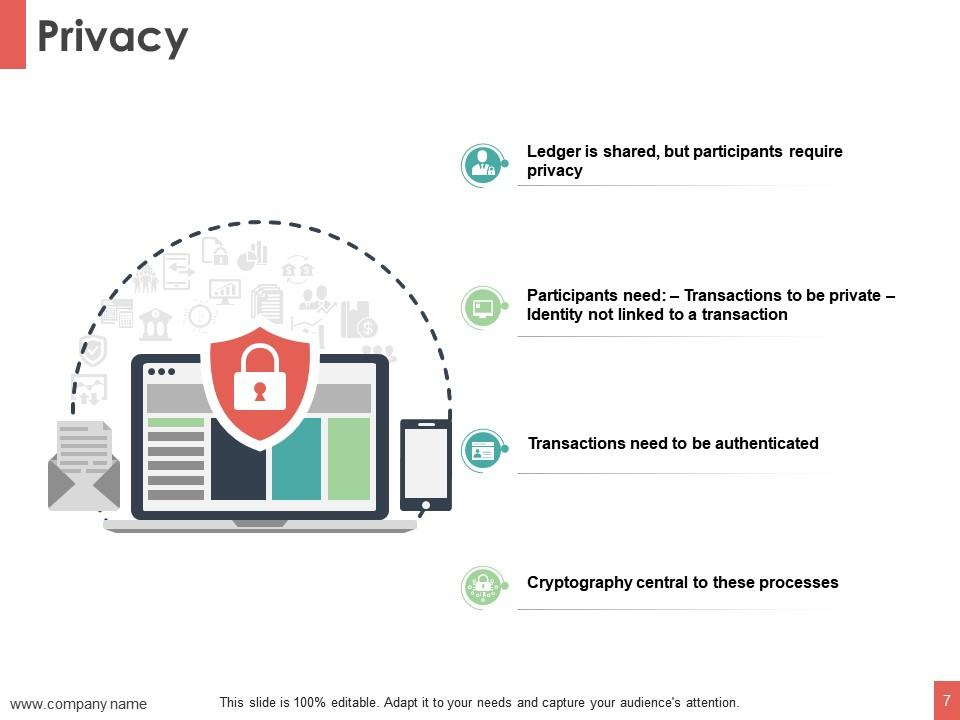 Privacy
Ledger is shared, but participants require
privacy
Participants need: – Transactions to be private –
Identity not linked to a transaction
Transactions need to be authenticated
Cryptography central to these processes
www.company name
This slide is 100% editable. Adapt it to your needs and capture your audience's attention.
7